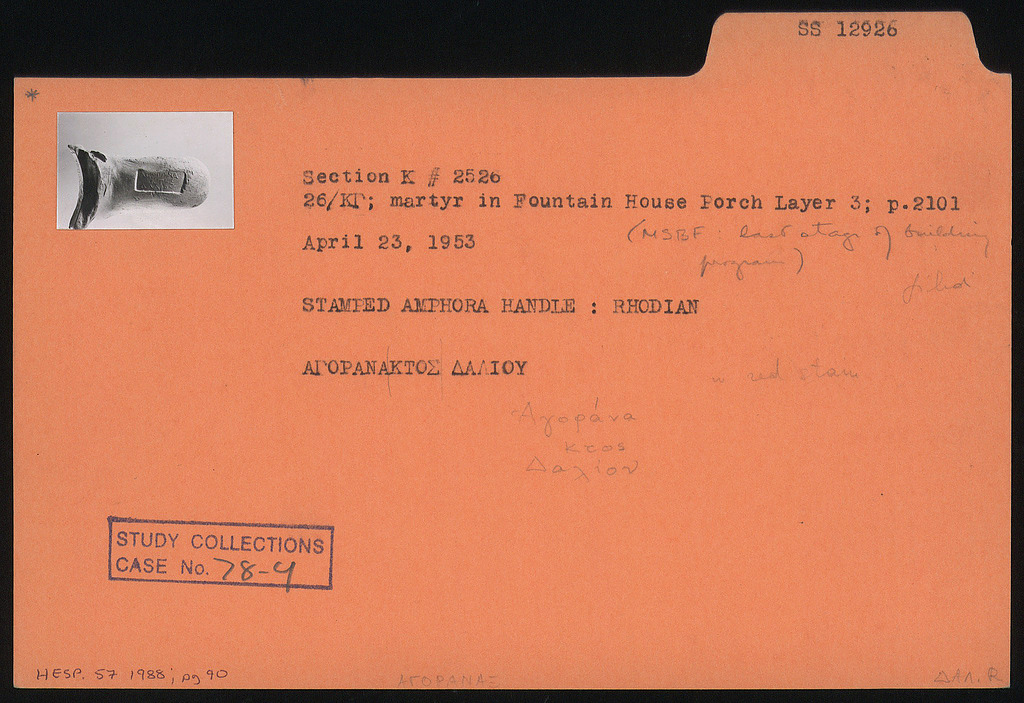 SS 12926
*
Section K # 2526
26/ΚΓ; martyr in Fountain House Porch Layer 3; p.2101
April 23, 1953
(MSBF: last stage of building
program)
filed
STAMPED AMPHORA HANDLE : RHODIAN
ΑΓΟΡΑΝΑΚΤΟΣ ΔΑΛΙΟΥ
red stain
Ἀγοράνα
κτος
Δαλίου
STUDY COLLECTIONS
CASE No. 78-4
HESP. 57 1988; pg 90
ΑΓΟΡΑΝΑΞ
ΔΑΛ. R